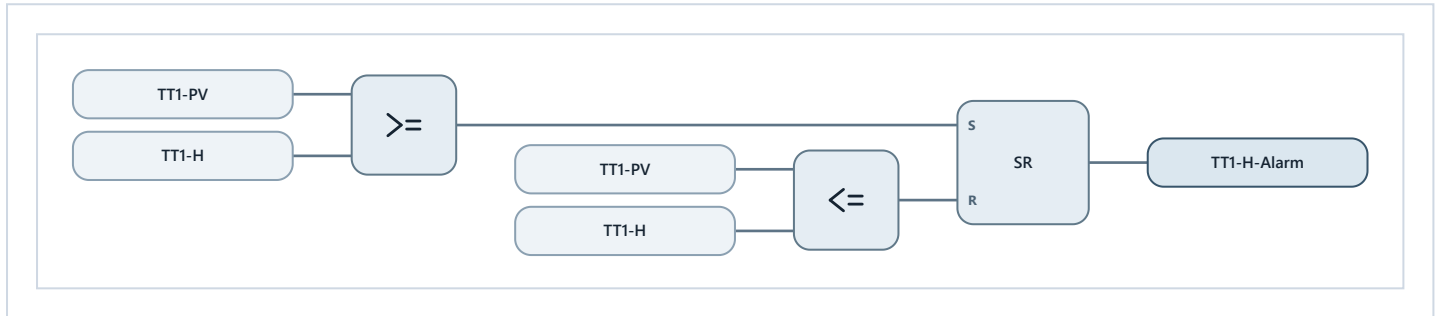 TT1-PV
TT1-H
>=
TT1-PV
TT1-H
<=
S
R
SR
TT1-H-Alarm